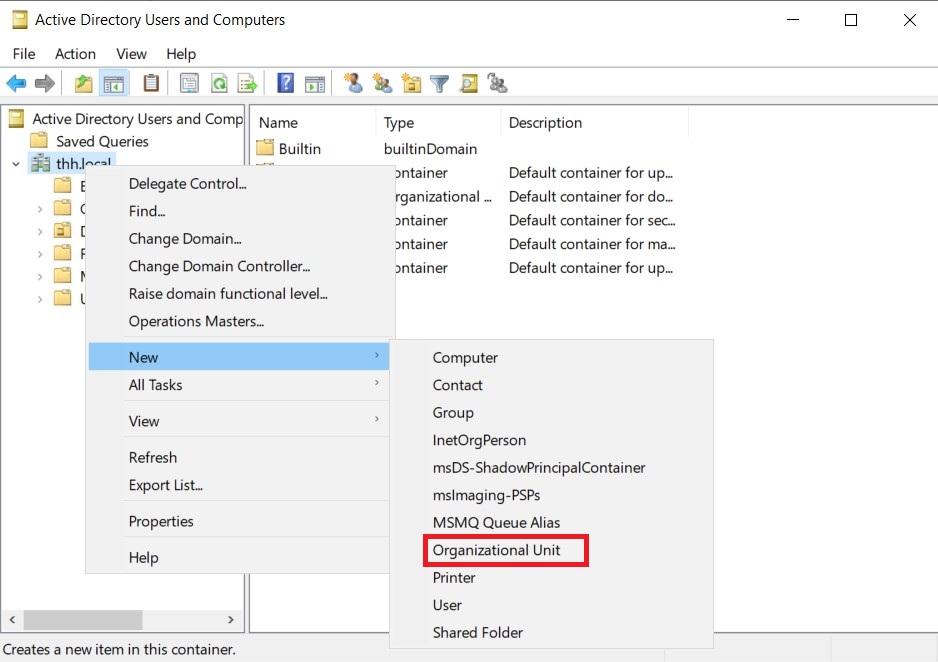 Active Directory Users and Computers
File Action View Help
Active Directory Users and Comp
Saved Queries
thh.local
Name Type Description
Builtin builtinDomain
ontainer Default container for up...
rganizational ... Default container for do...
ontainer Default container for sec...
ontainer Default container for ma...
ontainer Default container for up...
Delegate Control...
Find...
Change Domain...
Change Domain Controller...
Raise domain functional level...
Operations Masters...
New
All Tasks
View
Refresh
Export List...
Properties
Help
Computer
Contact
Group
InetOrgPerson
msDS-ShadowPrincipalContainer
msImaging-PSPs
MSMQ Queue Alias
Organizational Unit
Printer
User
Shared Folder
Creates a new item in this container.